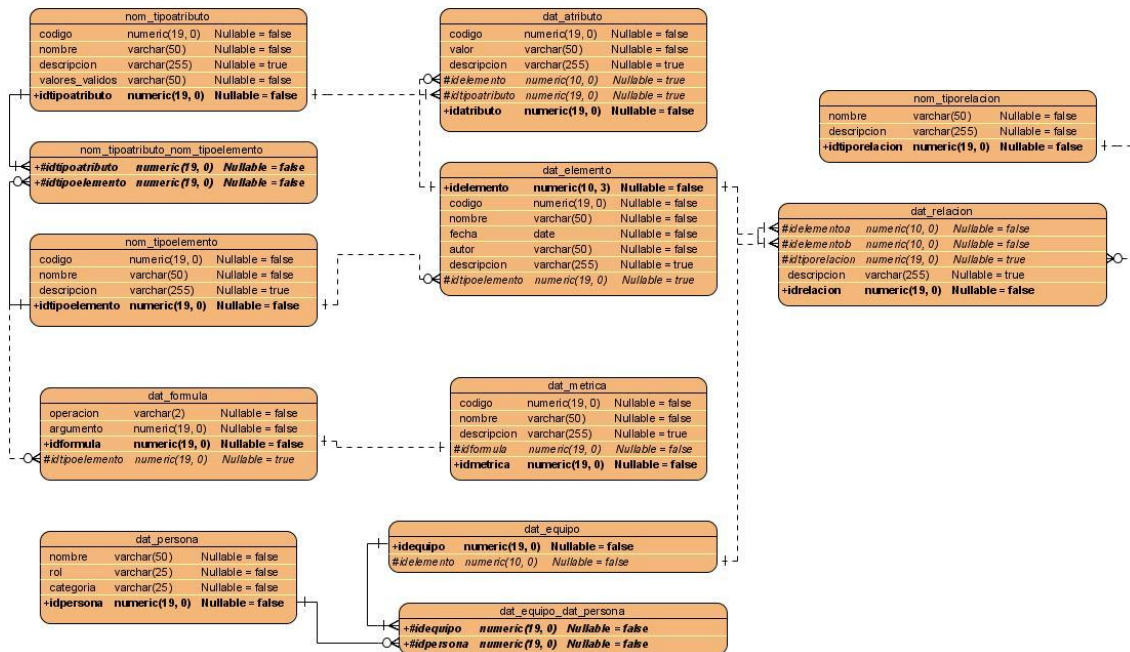 nom_tipoatributo
codigo numeric(19, 0) Nullable = false
nombre varchar(50) Nullable = false
descripcion varchar(255) Nullable = true
valores_validos varchar(50) Nullable = false
+idtipoatributo numeric(19, 0) Nullable = false
dat_atributo
codigo numeric(19, 0) Nullable = false
valor varchar(50) Nullable = false
descripcion varchar(255) Nullable = true
#idelemento numeric(10, 0) Nullable = true
#idtipoatributo numeric(19, 0) Nullable = true
+idatributo numeric(19, 0) Nullable = false
nom_tiporelacion
nombre varchar(50) Nullable = false
descripcion varchar(255) Nullable = false
+idtiporelacion numeric(19, 0) Nullable = false
nom_tipoatributo_nom_tipoelemento
+#idtipoatributo numeric(19, 0) Nullable = false
+#idtipoelemento numeric(19, 0) Nullable = false
dat_elemento
+idelemento numeric(10, 3) Nullable = false
codigo numeric(19, 0) Nullable = false
nombre varchar(50) Nullable = false
fecha date Nullable = false
autor varchar(50) Nullable = false
descripcion varchar(255) Nullable = true
#idtipoelemento numeric(19, 0) Nullable = true
dat_relacion
#idelementoa numeric(10, 0) Nullable = false
#idelementob numeric(10, 0) Nullable = false
#idtiporelacion numeric(19, 0) Nullable = true
descripcion varchar(255) Nullable = true
+idrelacion numeric(19, 0) Nullable = false
nom_tipoelemento
codigo numeric(19, 0) Nullable = false
nombre varchar(50) Nullable = false
descripcion varchar(255) Nullable = true
+idtipoelemento numeric(19, 0) Nullable = false
dat_formula
operacion varchar(2) Nullable = false
argumento numeric(19, 0) Nullable = false
+idformula numeric(19, 0) Nullable = false
#idtipoelemento numeric(19, 0) Nullable = true
dat_metrica
codigo numeric(19, 0) Nullable = false
nombre varchar(50) Nullable = false
descripcion varchar(255) Nullable = true
#idformula numeric(19, 0) Nullable = false
+idmetrica numeric(19, 0) Nullable = false
dat_persona
nombre varchar(50) Nullable = false
rol varchar(25) Nullable = false
categoria varchar(25) Nullable = false
+idpersona numeric(19, 0) Nullable = false
dat_equipo
+idequipo numeric(19, 0) Nullable = false
#idelemento numeric(10, 0) Nullable = false
dat_equipo_dat_persona
+#idequipo numeric(19, 0) Nullable = false
+#idpersona numeric(19, 0) Nullable = false